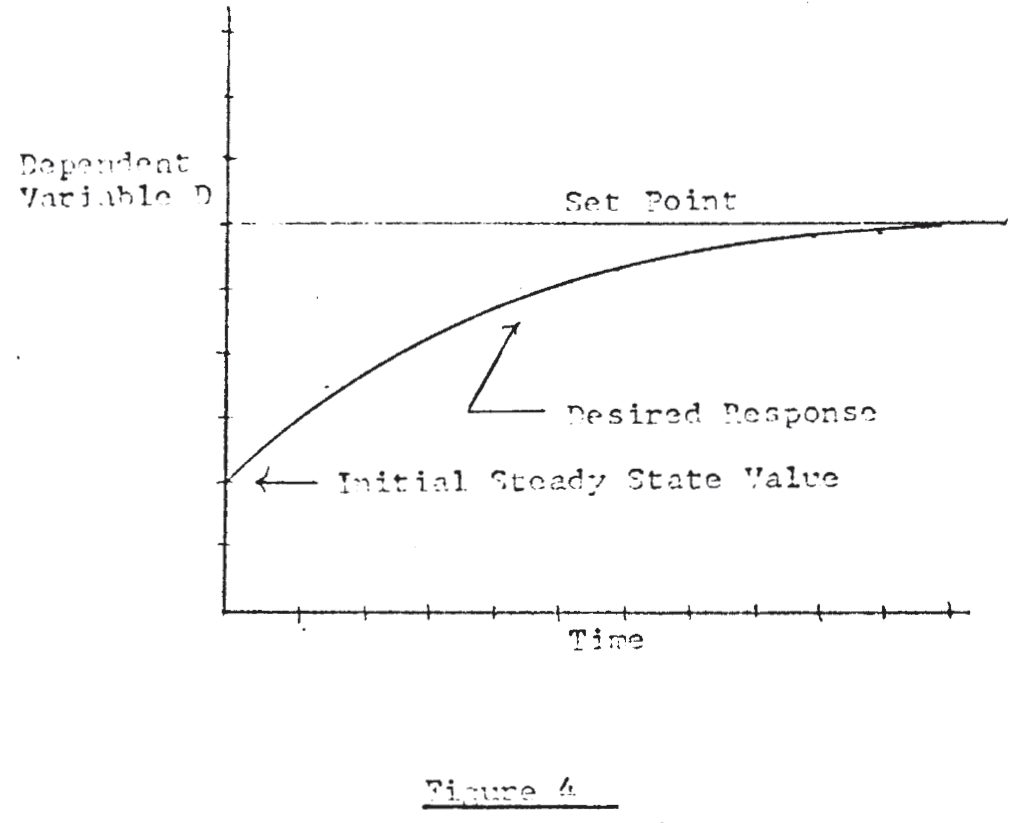 Dependent
Variable D
Set Point
Desired Response
Initial Steady State Value
Time
Figure 4